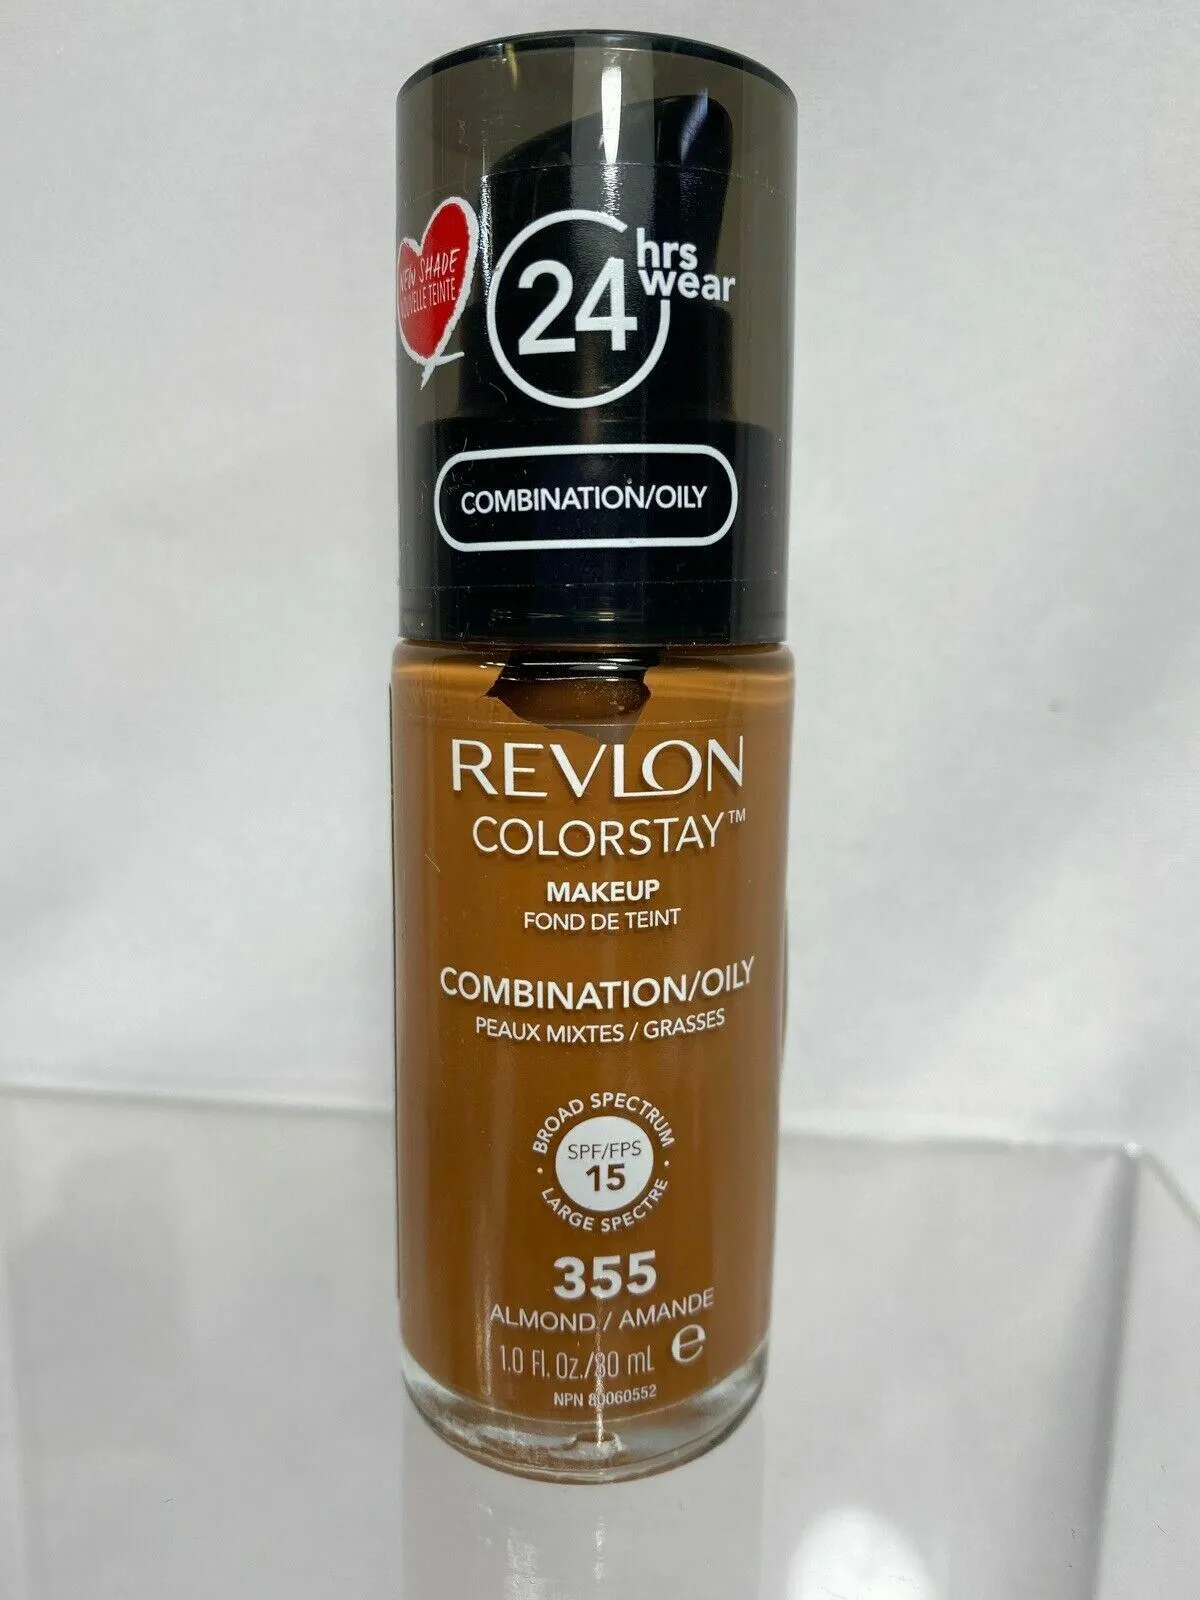 NEW SHADE
NOUVELLE TEINTE
24
hrs
wear
COMBINATION/OILY
REVLON
COLORSTAY™
MAKEUP
FOND DE TEINT
COMBINATION/OILY
PEAUX MIXTES / GRASSES
BROAD SPECTRUM
SPF/FPS
15
· LARGE SPECTRE ·
355
ALMOND / AMANDE
1.0 Fl. Oz./30 mL e
NPN 80060552